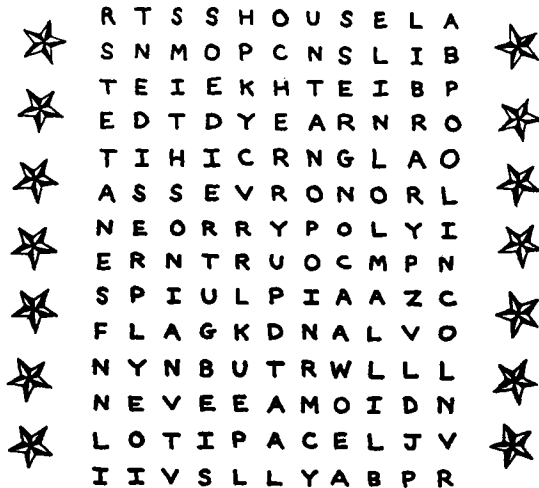 R T S S H O U S E L A
S N M O P C N S L I B
T E I E K H T E I B P
E D T D Y E A R N R O
T I H I C R N G L A O
A S S E V R O N O R L
N E O R R Y P O L Y I
E R N T R U O C M P N
S P I U L P I A A Z C
F L A G K D N A L V O
N Y N B U T R W L L L
N E V E E A M O I D N
L O T I P A C E L J V
I I V S L L Y A B P R